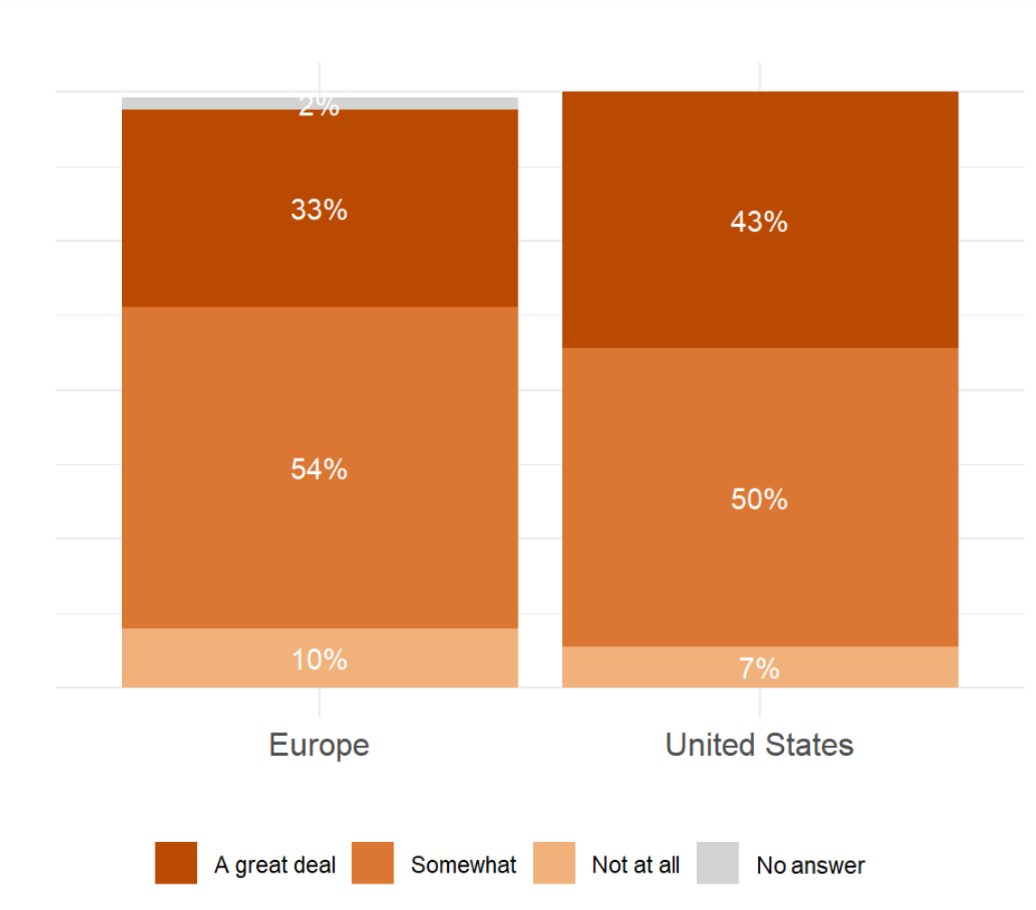 2%
33%
43%
54%
50%
10%
7%
Europe
United States
A great deal
Somewhat
Not at all
No answer